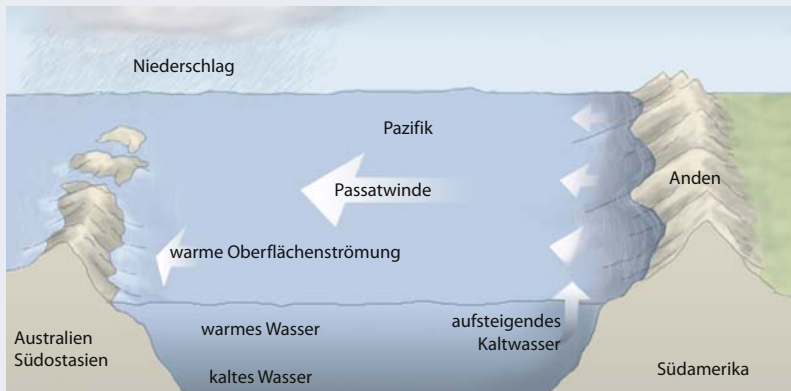 Niederschlag
Pazifik
Passatwinde
Anden
warme Oberflächenströmung
warmes Wasser
aufsteigendes
Kaltwasser
Australien
Südostasien
kaltes Wasser
Südamerika